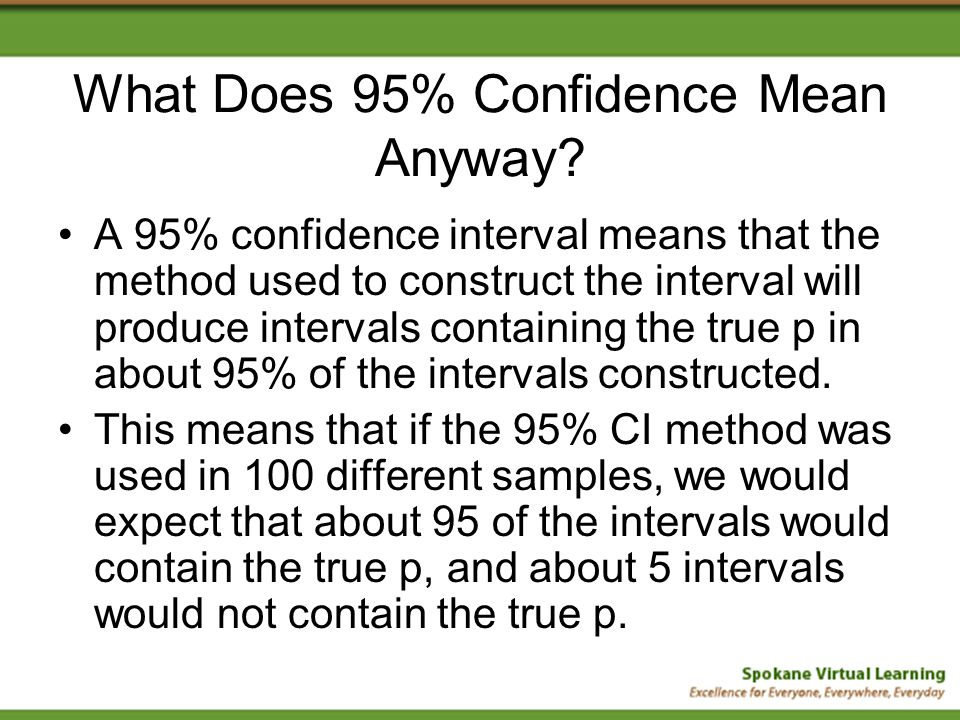 What Does 95% Confidence Mean
Anyway?
• A 95% confidence interval means that the
method used to construct the interval will
produce intervals containing the true p in
about 95% of the intervals constructed.
• This means that if the 95% CI method was
used in 100 different samples, we would
expect that about 95 of the intervals would
contain the true p, and about 5 intervals
would not contain the true p.
Spokane Virtual Learning
Excellence for Everyone, Everywhere, Everyday